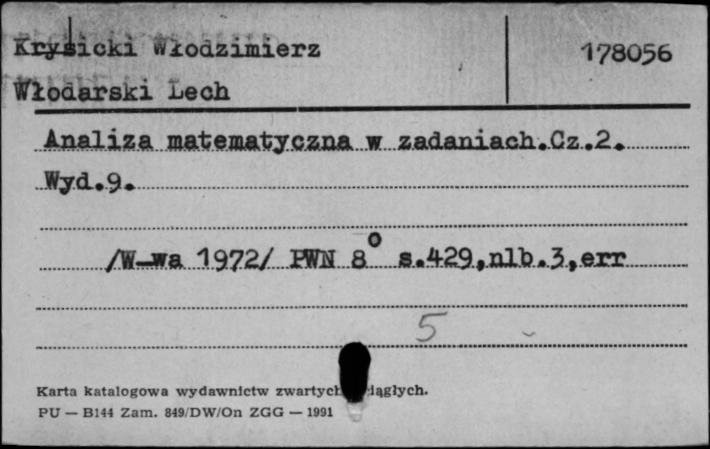 Krysicki Włodzimierz 178056
Włodarski Lech
Analiza matematyczna w zadaniach.Cz.2.
Wyd.9.
/W-wa 1972/ PWN 8° s.429,nlb.3,err
5
Karta katalogowa wydawnictw zwartych ciągłych.
PU — B144 Zam. 849/DW/On ZGG — 1991